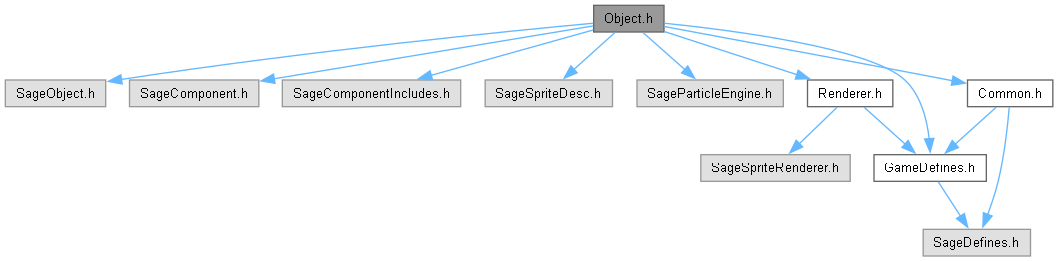 Object.h
SageObject.h
SageComponent.h
SageComponentIncludes.h
SageSpriteDesc.h
SageParticleEngine.h
Renderer.h
Common.h
SageSpriteRenderer.h
GameDefines.h
SageDefines.h